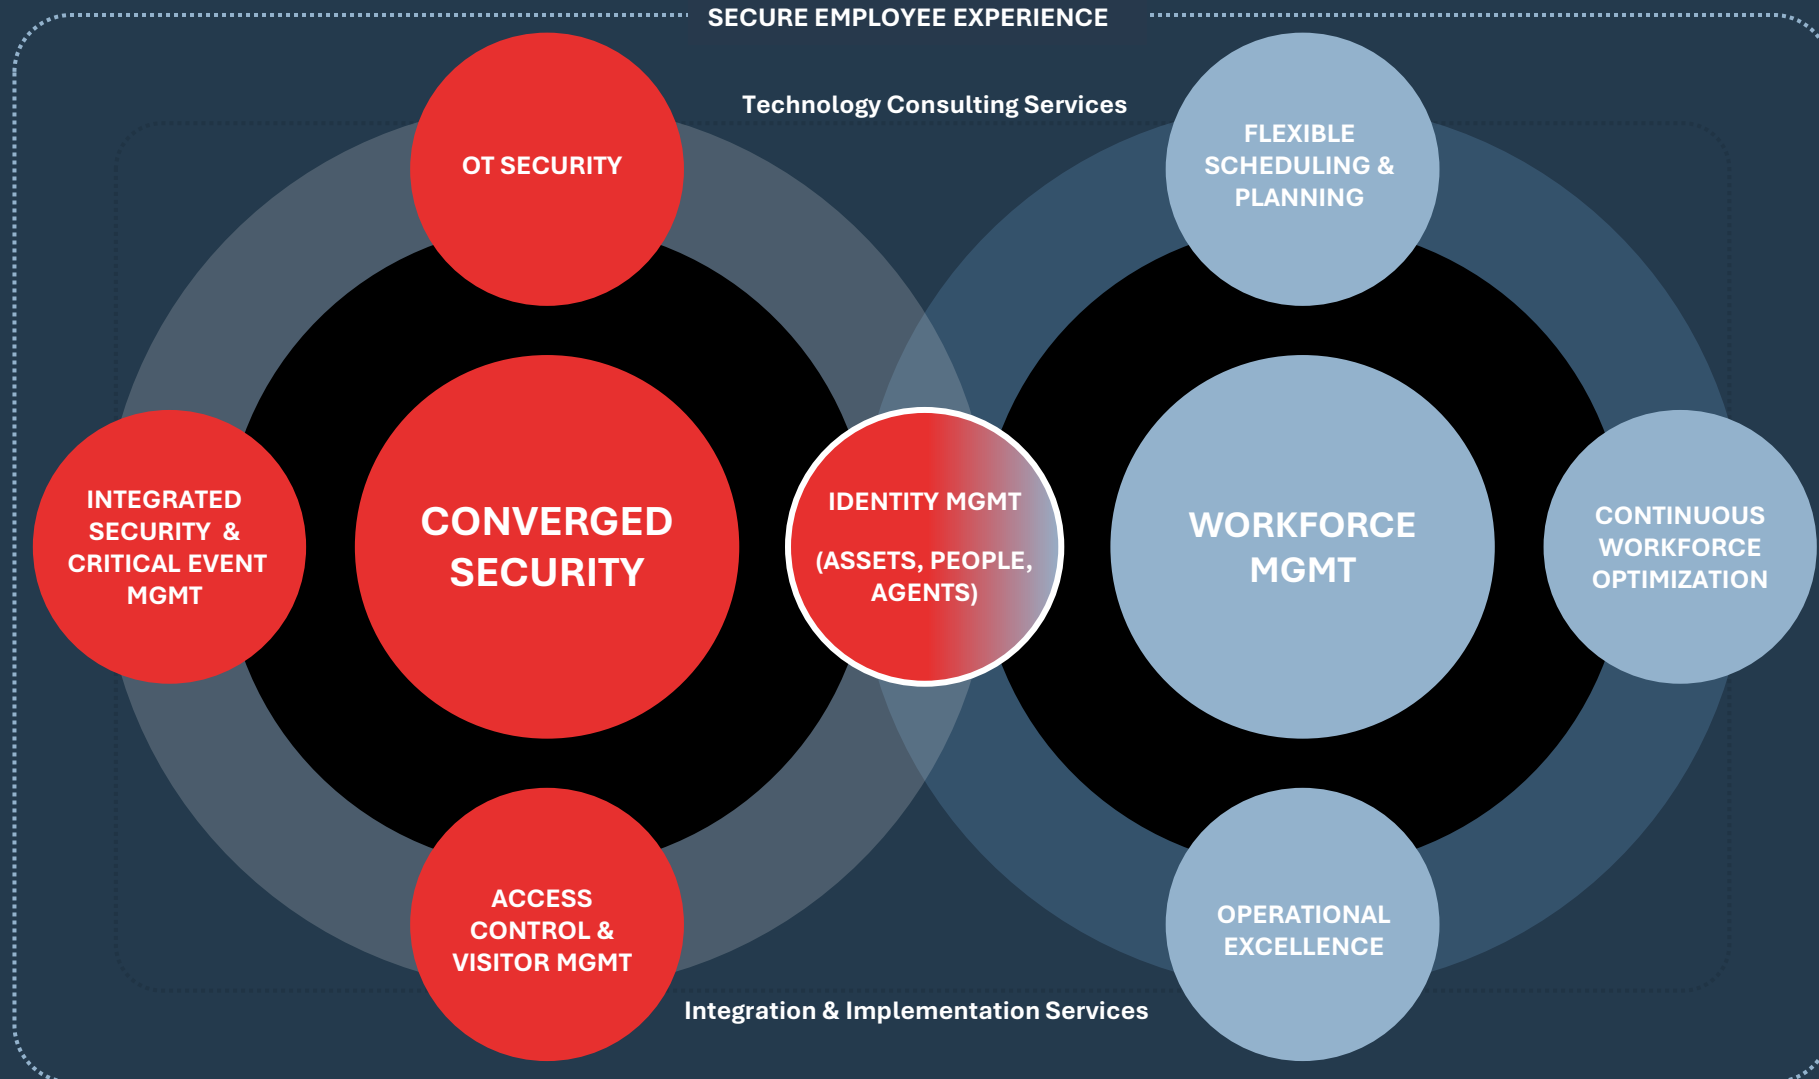 SECURE EMPLOYEE EXPERIENCE
Technology Consulting Services
OT SECURITY
FLEXIBLE
SCHEDULING &
PLANNING
INTEGRATED
SECURITY &
CRITICAL EVENT
MGMT
CONVERGED
SECURITY
IDENTITY MGMT
(ASSETS, PEOPLE,
AGENTS)
WORKFORCE
MGMT
CONTINUOUS
WORKFORCE
OPTIMIZATION
ACCESS
CONTROL &
VISITOR MGMT
OPERATIONAL
EXCELLENCE
Integration & Implementation Services